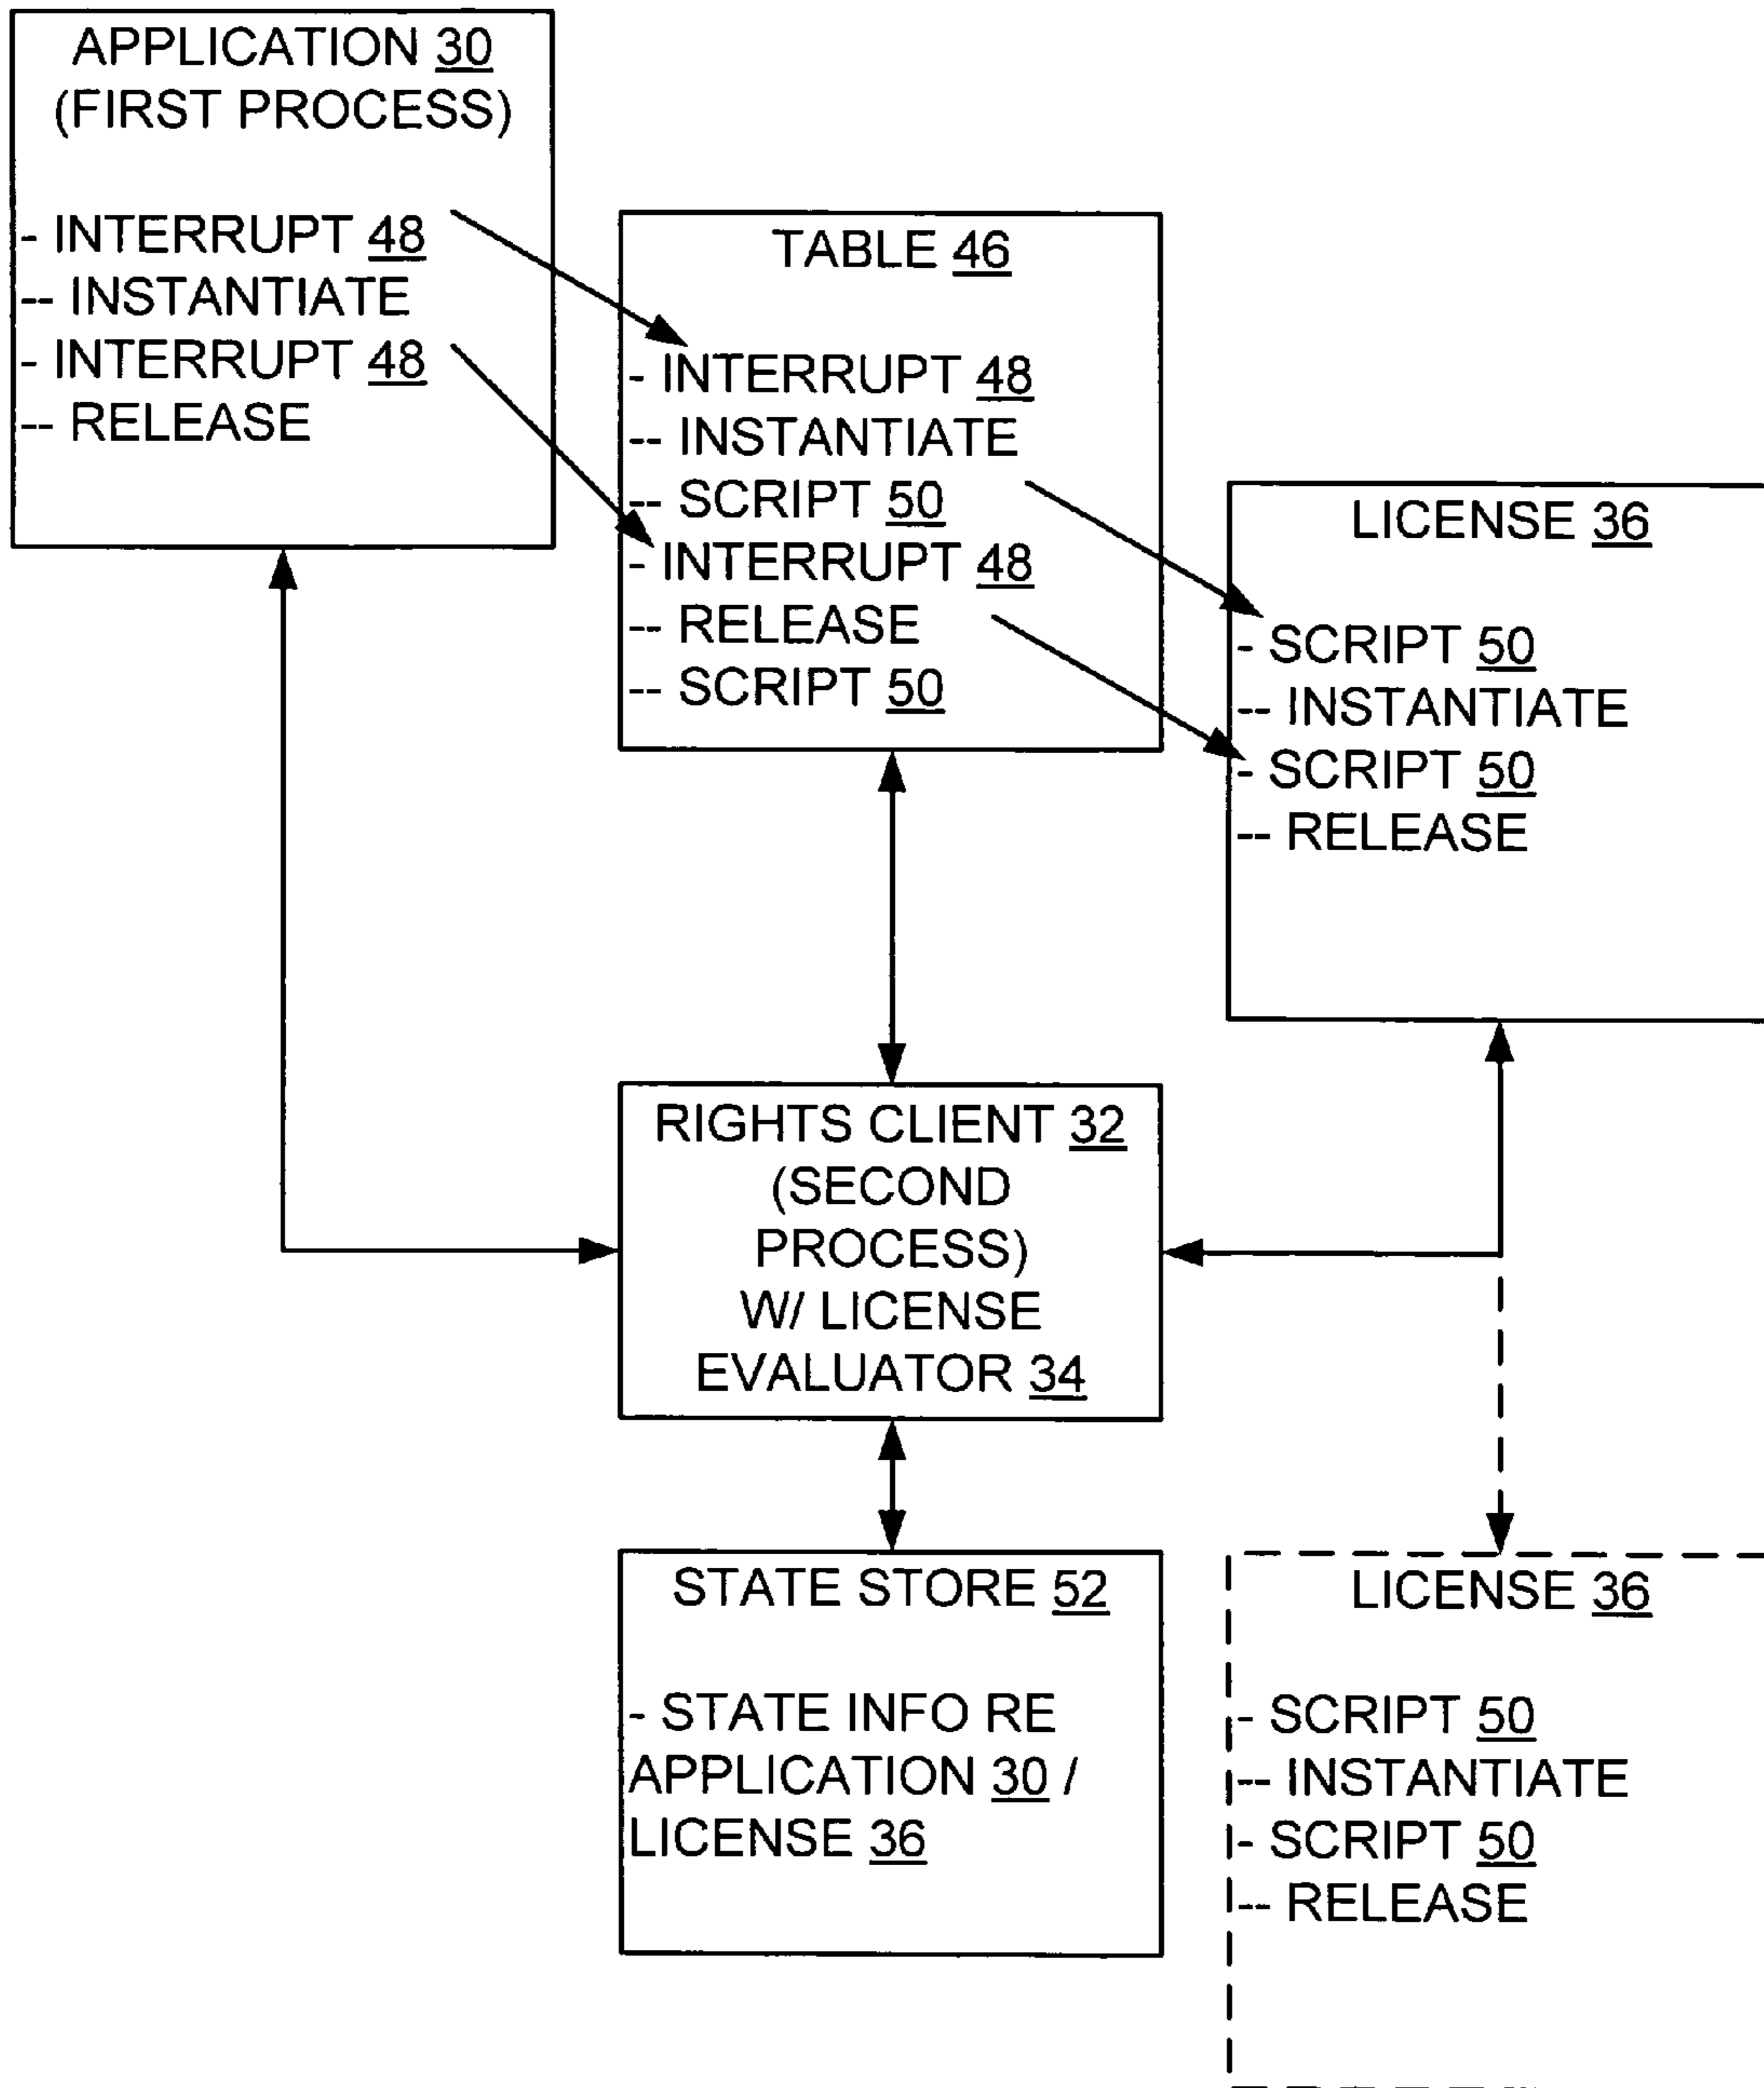 APPLICATION 30
(FIRST PROCESS)
- INTERRUPT 48
-- INSTANTIATE
- INTERRUPT 48
-- RELEASE
TABLE 46
- INTERRUPT 48
-- INSTANTIATE
-- SCRIPT 50
- INTERRUPT 48
-- RELEASE
-- SCRIPT 50
LICENSE 36
- SCRIPT 50
-- INSTANTIATE
- SCRIPT 50
-- RELEASE
RIGHTS CLIENT 32
(SECOND
PROCESS)
W/ LICENSE
EVALUATOR 34
STATE STORE 52
- STATE INFO RE
APPLICATION 30 /
LICENSE 36
LICENSE 36
- SCRIPT 50
-- INSTANTIATE
- SCRIPT 50
-- RELEASE